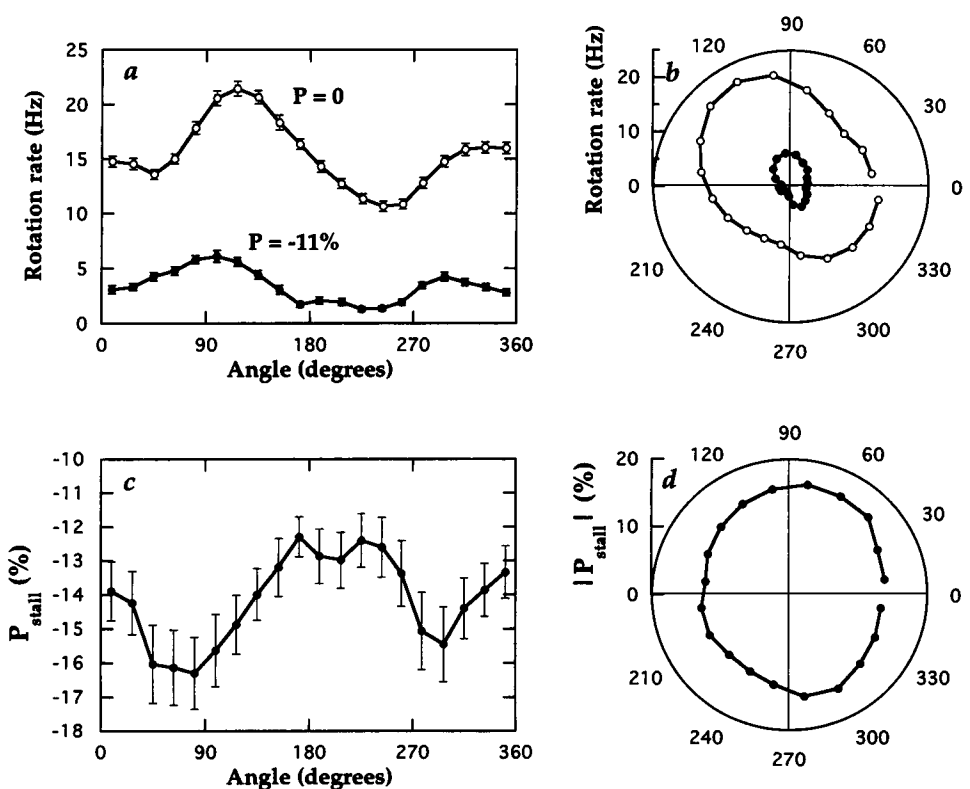 a
P = 0
P = -11%
Rotation rate (Hz)
25
20
15
10
5
0
0 90 180 270 360
Angle (degrees)
b
Rotation rate (Hz)
20
10
0
90
120 60
30
0
210 330
240 300
270
c
P stall (%)
-10
-11
-12
-13
-14
-15
-16
-17
-18
0 90 180 270 360
Angle (degrees)
d
|P stall| (%)
20
10
0
90
120 60
30
0
210 330
240 300
270